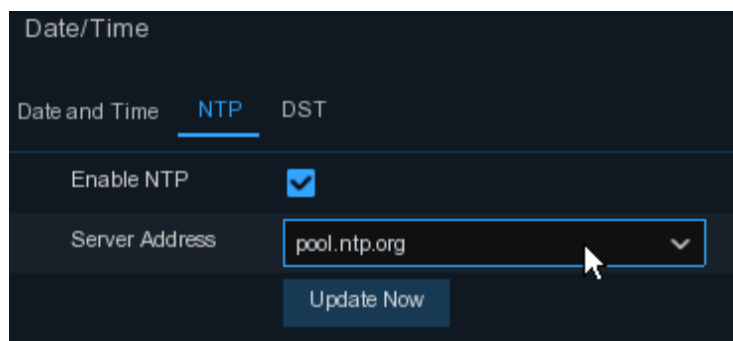 Date/Time
Date and Time NTP DST
Enable NTP
Server Address pool.ntp.org
Update Now